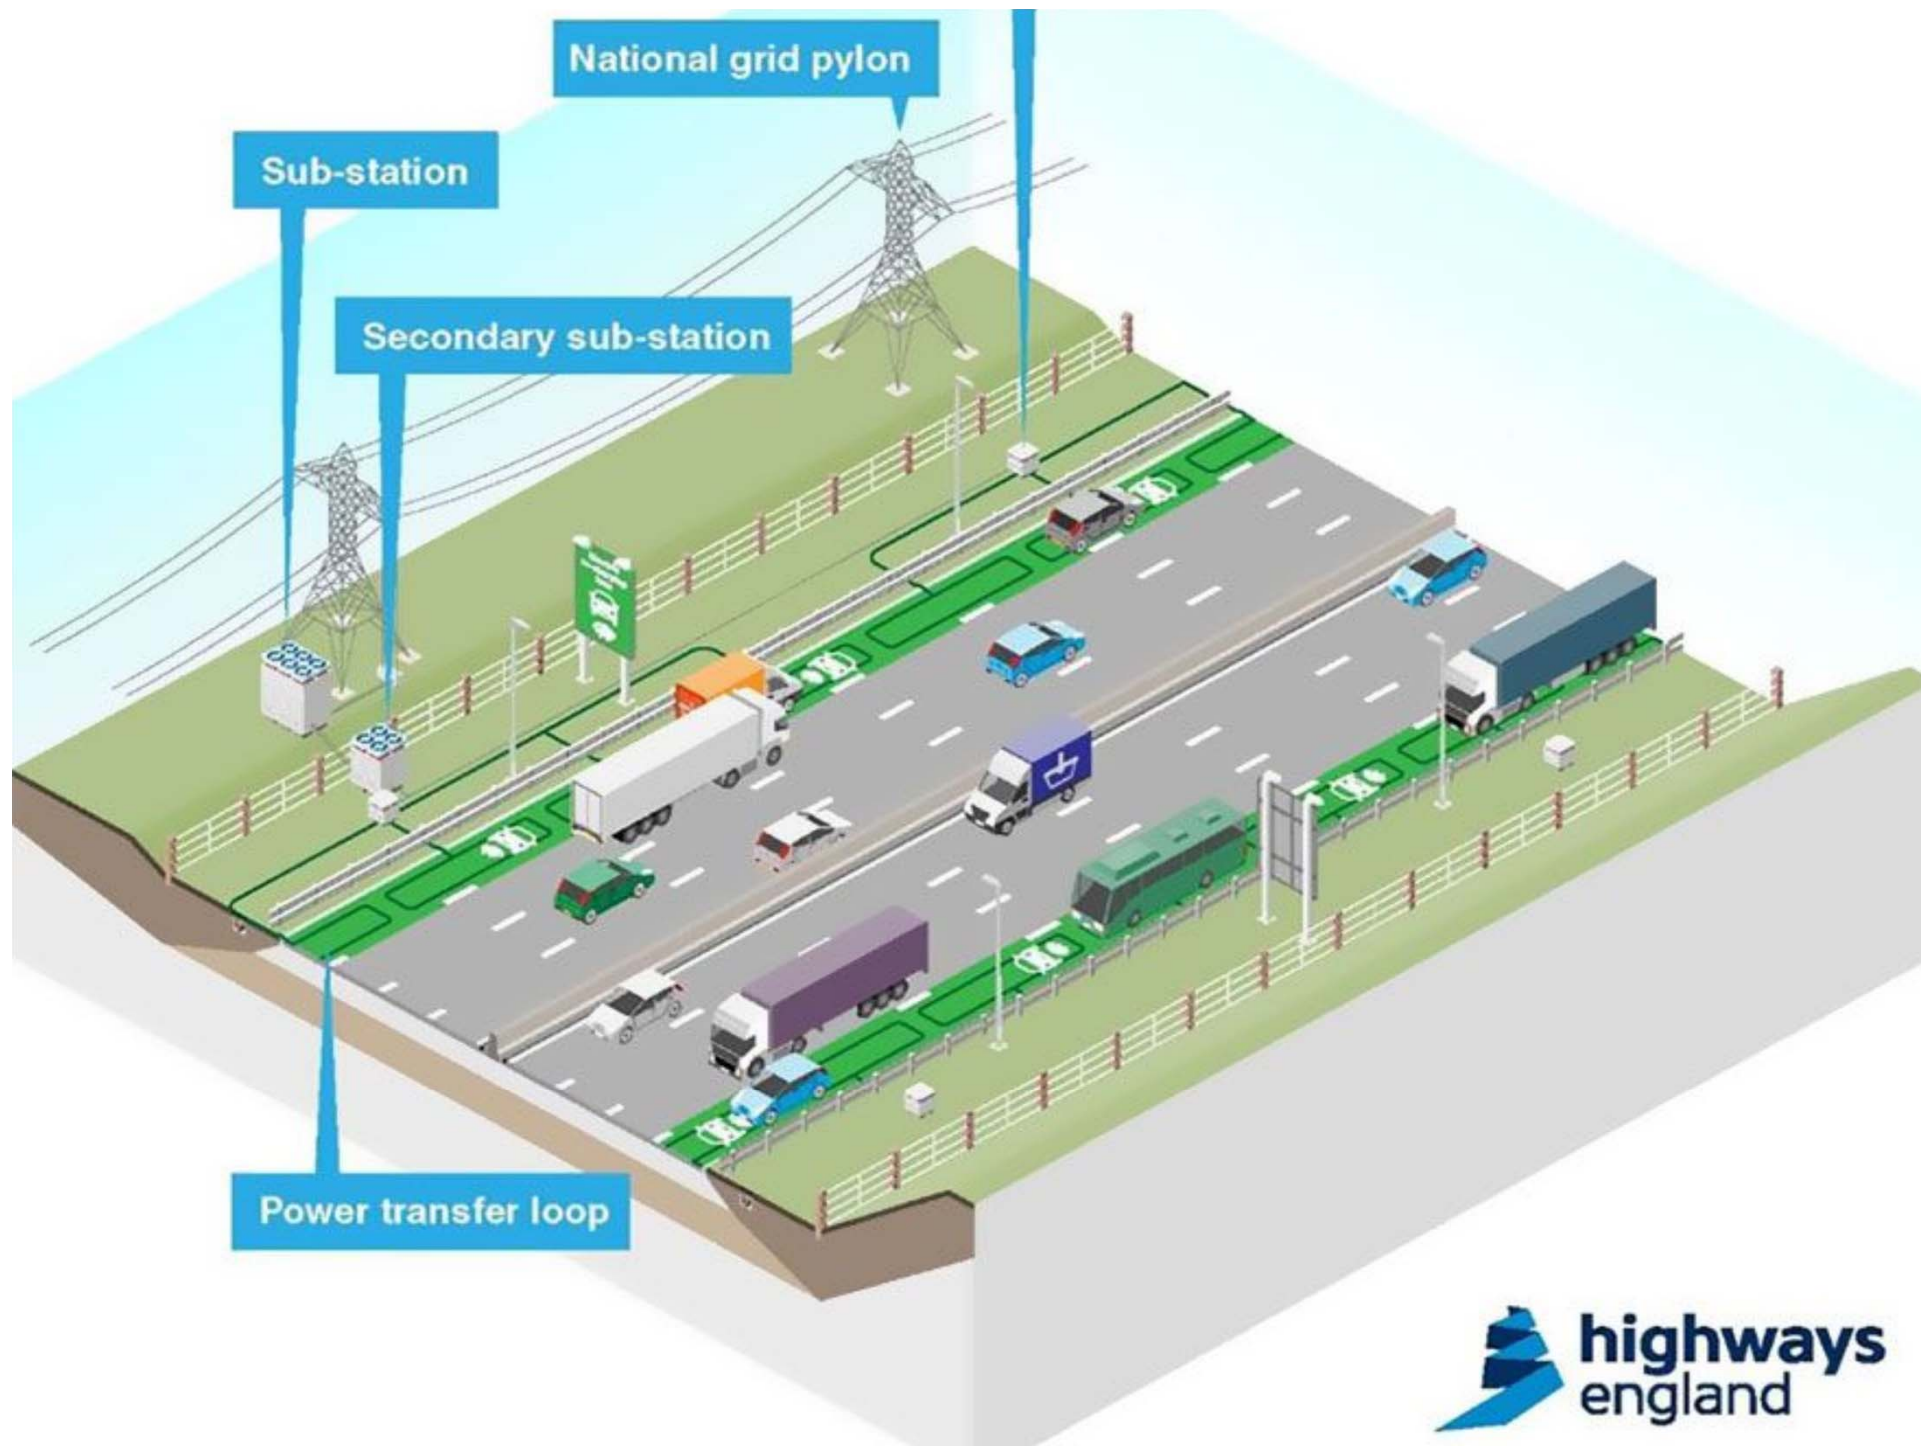 National grid pylon
Sub-station
Secondary sub-station
Power transfer loop
highways
england